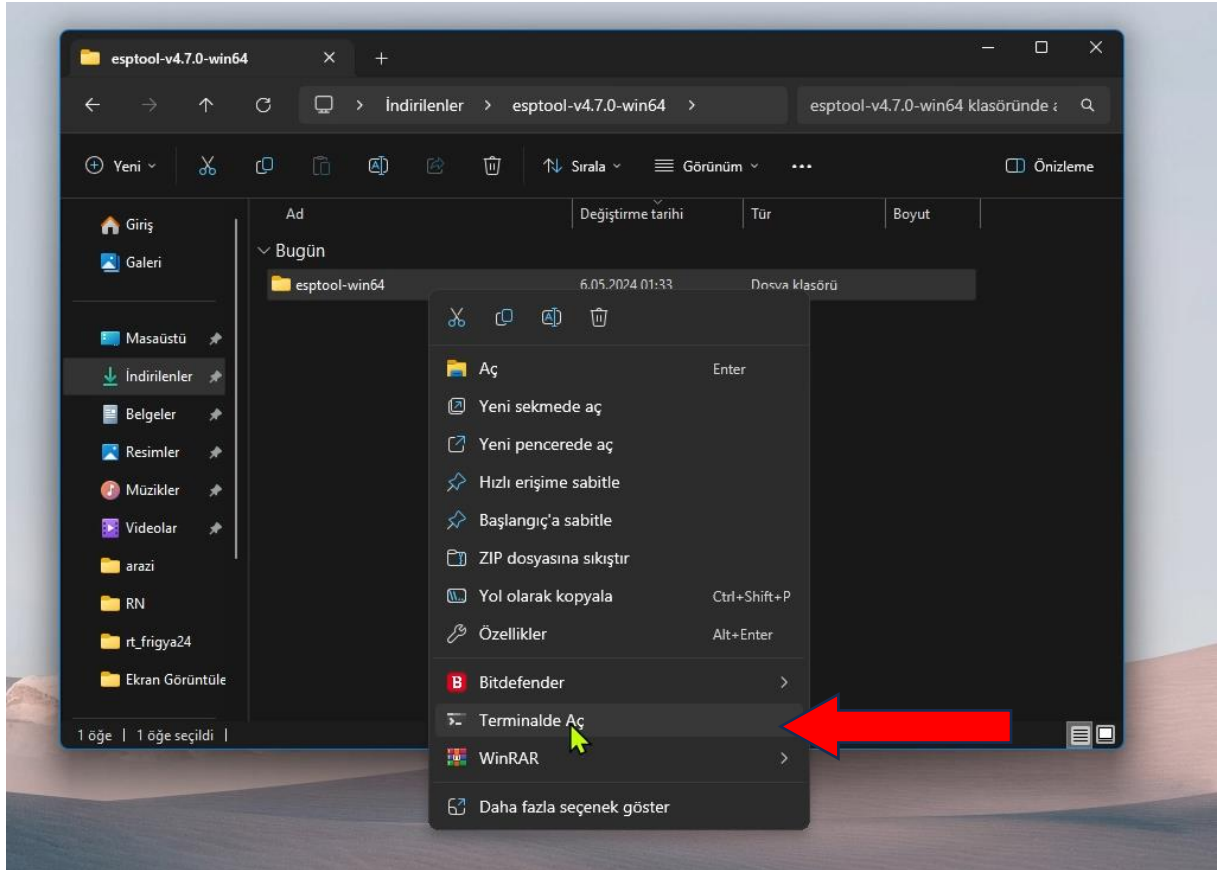 esptool-v4.7.0-win64
İndirilenler > esptool-v4.7.0-win64 >
esptool-v4.7.0-win64 klasöründe a
Yeni
Sırala
Görünüm
Önizleme
Ad
Değiştirme tarihi
Tür
Boyut
Giriş
Galeri
Masaüstü
İndirilenler
Belgeler
Resimler
Müzikler
Videolar
arazi
RN
rt_frigya24
Ekran Görüntüle
Bugün
esptool-win64 6.05.2024 01:33 Dosya klasörü
Aç Enter
Yeni sekmede aç
Yeni pencerede aç
Hızlı erişime sabitle
Başlangıç'a sabitle
ZIP dosyasına sıkıştır
Yol olarak kopyala Ctrl+Shift+P
Özellikler Alt+Enter
Bitdefender
Terminalde Aç
WinRAR
Daha fazla seçenek göster
1 öğe | 1 öğe seçildi |